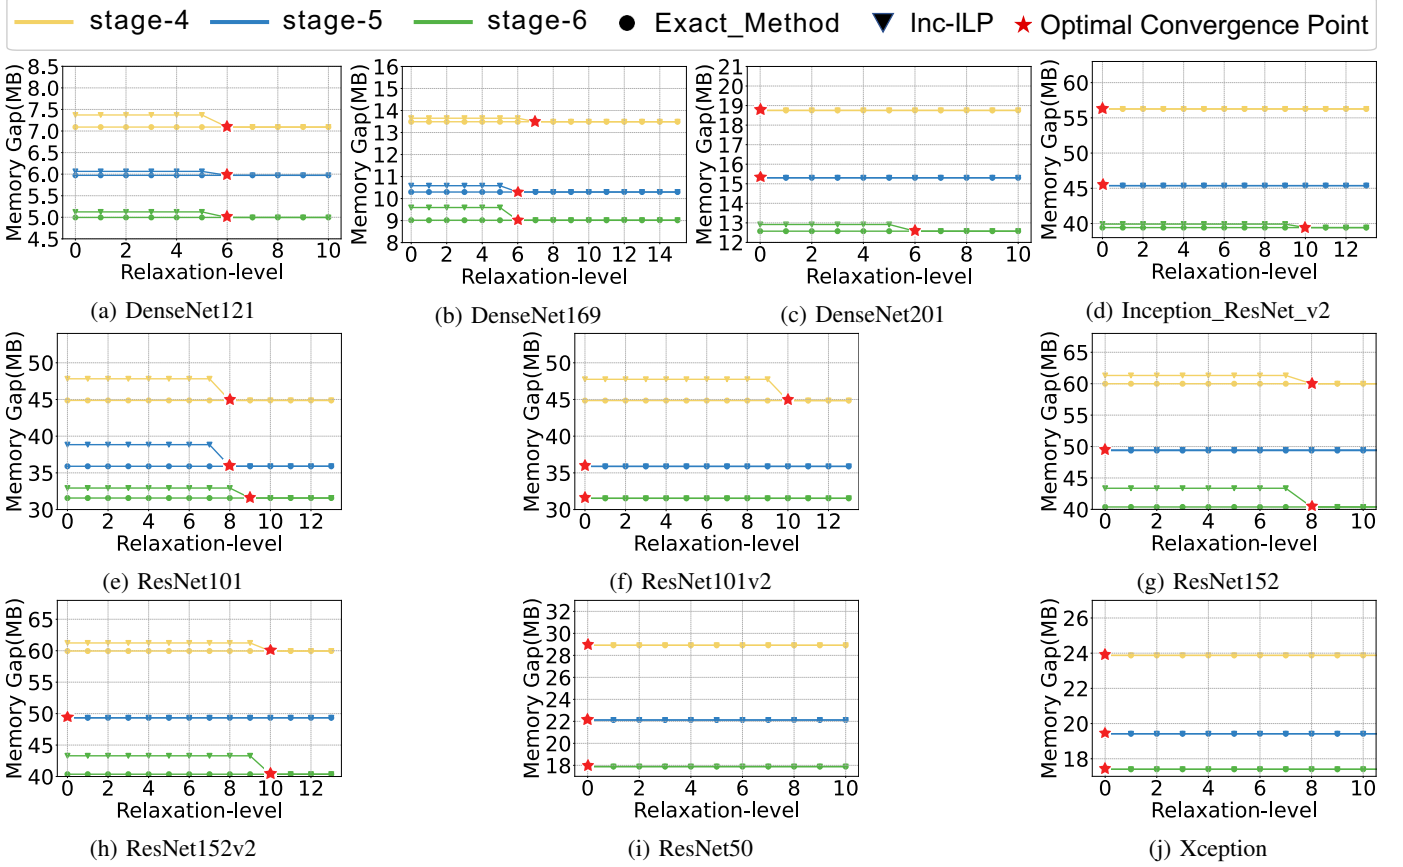 stage-4 stage-5 stage-6 Exact_Method Inc-ILP Optimal Convergence Point
Memory Gap(MB)
8.5
8.0
7.5
7.0
6.5
6.0
5.5
5.0
4.5
0 2 4 6 8 10
Relaxation-level
(a) DenseNet121
Memory Gap(MB)
16
15
14
13
12
11
10
9
8
0 2 4 6 8 10 12 14
Relaxation-level
(b) DenseNet169
Memory Gap(MB)
21
20
19
18
17
16
15
14
13
12
0 2 4 6 8 10
Relaxation-level
(c) DenseNet201
Memory Gap(MB)
60
55
50
45
40
0 2 4 6 8 10 12
Relaxation-level
(d) Inception_ResNet_v2
Memory Gap(MB)
50
45
40
35
30
0 2 4 6 8 10 12
Relaxation-level
(e) ResNet101
Memory Gap(MB)
50
45
40
35
30
0 2 4 6 8 10 12
Relaxation-level
(f) ResNet101v2
Memory Gap(MB)
65
60
55
50
45
40
0 2 4 6 8 10
Relaxation-level
(g) ResNet152
Memory Gap(MB)
65
60
55
50
45
40
0 2 4 6 8 10 12
Relaxation-level
(h) ResNet152v2
Memory Gap(MB)
32
30
28
26
24
22
20
18
0 2 4 6 8 10
Relaxation-level
(i) ResNet50
Memory Gap(MB)
26
24
22
20
18
0 2 4 6 8 10
Relaxation-level
(j) Xception